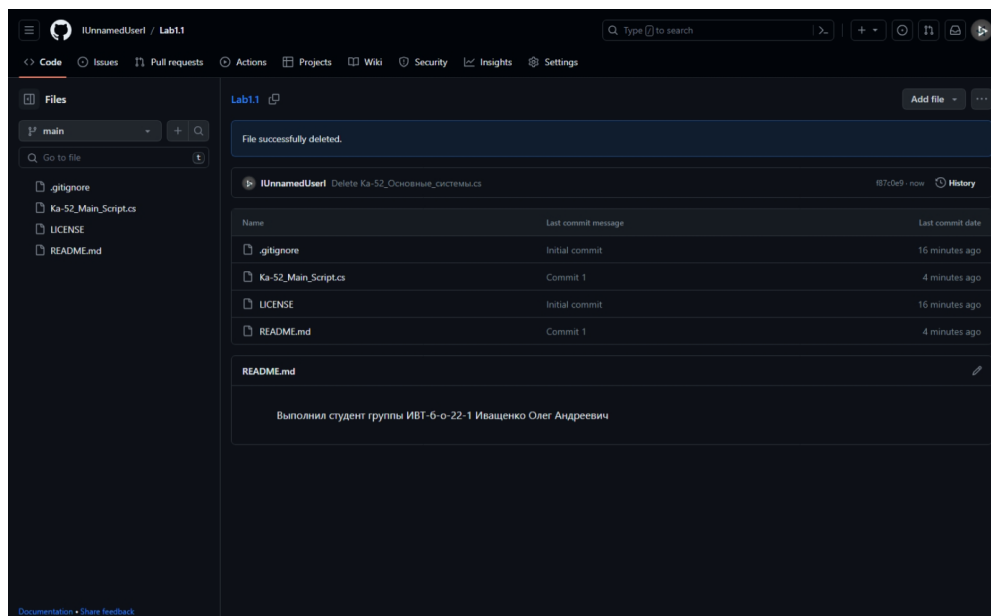 IUnnamedUserI / Lab1.1
Type / to search
Code Issues Pull requests Actions Projects Wiki Security Insights Settings
Files
main
Go to file t
.gitignore
Ka-52_Main_Script.cs
LICENSE
README.md
Lab1.1
Add file
File successfully deleted.
IUnnamedUserI Delete Ka-52_Основные_системы.cs f87c0e9 · now History
Name Last commit message Last commit date
.gitignore Initial commit 16 minutes ago
Ka-52_Main_Script.cs Commit 1 4 minutes ago
LICENSE Initial commit 16 minutes ago
README.md Commit 1 4 minutes ago
README.md
Выполнил студент группы ИВТ-б-о-22-1 Иващенко Олег Андреевич
Documentation • Share feedback